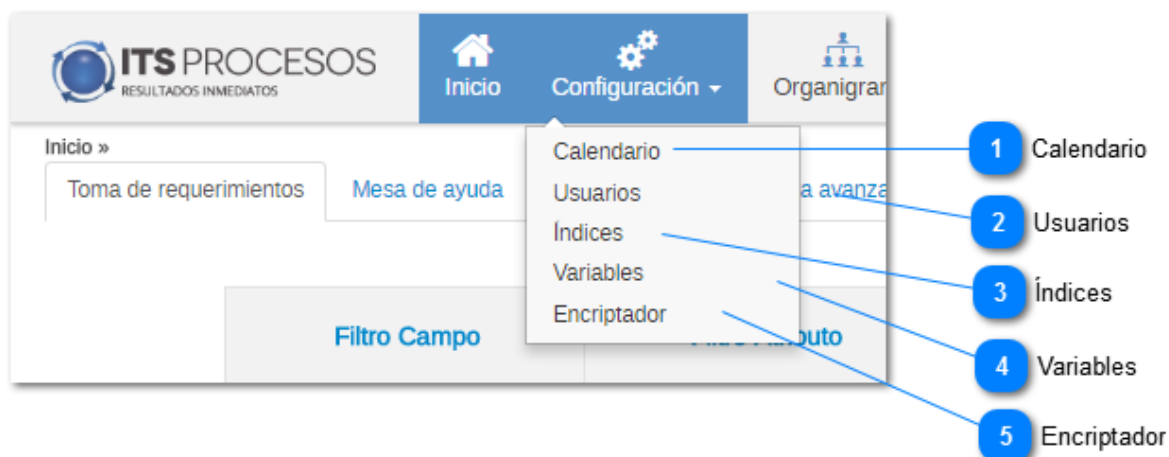 ITS PROCESOS
RESULTADOS INMEDIATOS
Inicio
Configuración
Organigrar
Inicio »
Toma de requerimientos
Mesa de ayuda
a avanza
Calendario
Usuarios
Índices
Variables
Encriptador
Filtro Campo
1 Calendario
2 Usuarios
3 Índices
4 Variables
5 Encriptador